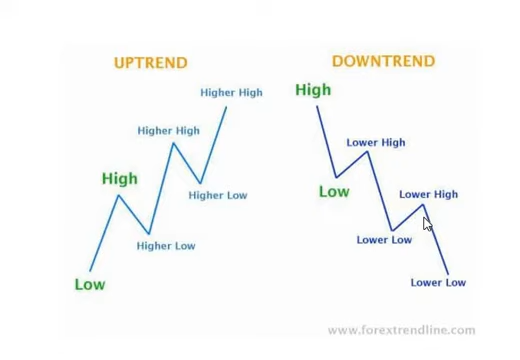 UPTREND
Higher High
Higher High
High
Higher Low
Higher Low
Low
DOWNTREND
High
Lower High
Low
Lower High
Lower Low
Lower Low
www.forextrendline.com